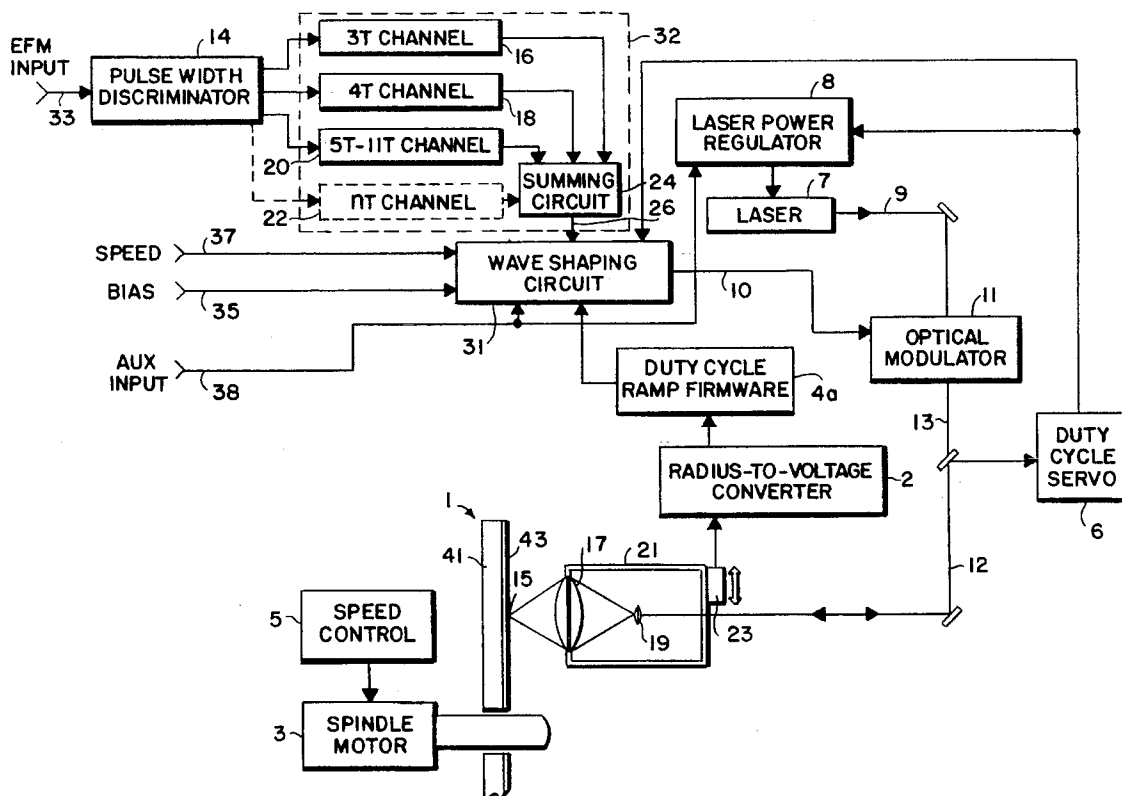 EFM
INPUT
33
14
PULSE WIDTH
DISCRIMINATOR
3T CHANNEL
16
32
4T CHANNEL
18
5T-11T CHANNEL
20
nT CHANNEL
22
SUMMING
CIRCUIT
24
26
8
LASER POWER
REGULATOR
7
LASER
9
SPEED
37
BIAS
35
WAVE SHAPING
CIRCUIT
31
10
AUX
INPUT
38
11
OPTICAL
MODULATOR
DUTY CYCLE
RAMP FIRMWARE
4a
13
DUTY
CYCLE
SERVO
6
RADIUS-TO-VOLTAGE
CONVERTER
2
12
1
41
43
15
17
21
19
23
5
SPEED
CONTROL
3
SPINDLE
MOTOR